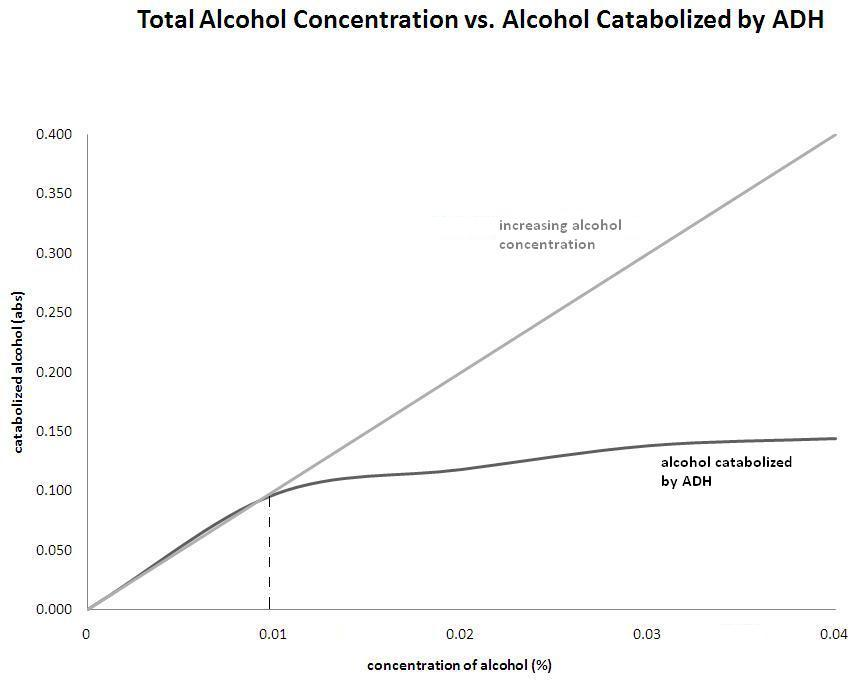 Total Alcohol Concentration vs. Alcohol Catabolized by ADH
0.400
0.350
0.300
0.250
0.200
0.150
0.100
0.050
0.000
catabolized alcohol (abs)
increasing alcohol
concentration
alcohol catabolized
by ADH
0
0.01
0.02
0.03
0.04
concentration of alcohol (%)